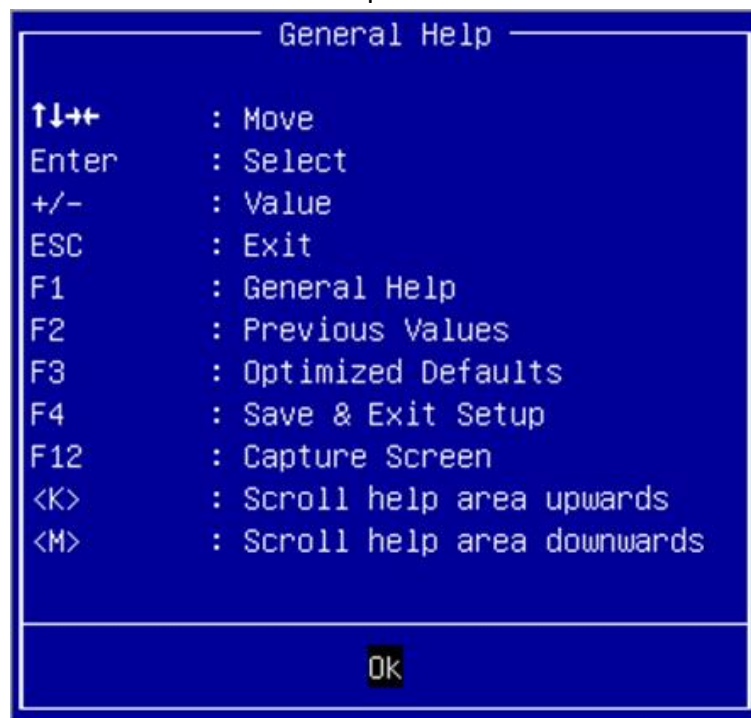 General Help
↑↓→← : Move
Enter : Select
+/- : Value
ESC : Exit
F1 : General Help
F2 : Previous Values
F3 : Optimized Defaults
F4 : Save & Exit Setup
F12 : Capture Screen
<K> : Scroll help area upwards
<M> : Scroll help area downwards
Ok